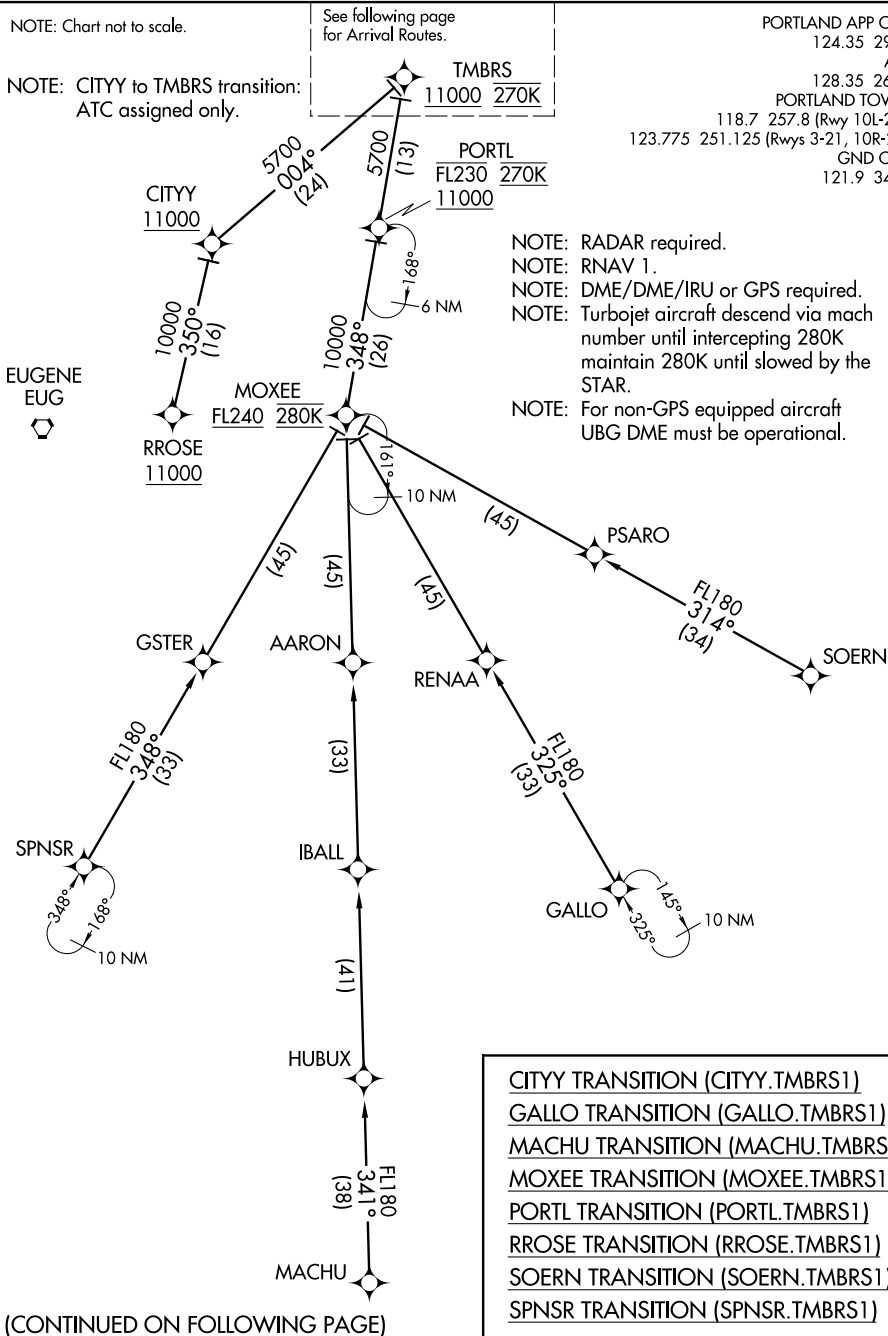 NOTE: Chart not to scale.
See following page
for Arrival Routes.
PORTLAND APP
124.35
128.35
PORTLAND
118.7 257.8 (Rwy
123.775 251.125 (Rwys 3-21,
GND
121.9
NOTE: CITYY to TMBRS transition:
ATC assigned only.
TMBRS
11000 270K
5700
004°
(24)
5700
(13)
PORTL
FL230 270K
11000
CITYY
11000
168°
6 NM
NOTE: RADAR required.
NOTE: RNAV 1.
NOTE: DME/DME/IRU or GPS required.
NOTE: Turbojet aircraft descend via mach
number until intercepting 280K
maintain 280K until slowed by the
STAR.
NOTE: For non-GPS equipped aircraft
UBG DME must be operational.
10000
350°
(16)
10000
348°
(26)
EUGENE
EUG
RROSE
11000
MOXEE
FL240 280K
161°
10 NM
(45)
(45)
(45)
(45)
PSARO
FL180
314°
(34)
SOERN
GSTER
AARON
RENAA
FL180
348°
(33)
(33)
FL180
325°
(33)
SPNSR
348°
168°
10 NM
IBALL
GALLO
145°
325°
10 NM
(41)
HUBUX
FL180
341°
(38)
MACHU
CITYY TRANSITION (CITYY.TMBRS1)
GALLO TRANSITION (GALLO.TMBRS1)
MACHU TRANSITION (MACHU.TMBRS
MOXEE TRANSITION (MOXEE.TMBRS1
PORTL TRANSITION (PORTL.TMBRS1)
RROSE TRANSITION (RROSE.TMBRS1)
SOERN TRANSITION (SOERN.TMBRS1)
SPNSR TRANSITION (SPNSR.TMBRS1)
(CONTINUED ON FOLLOWING PAGE)